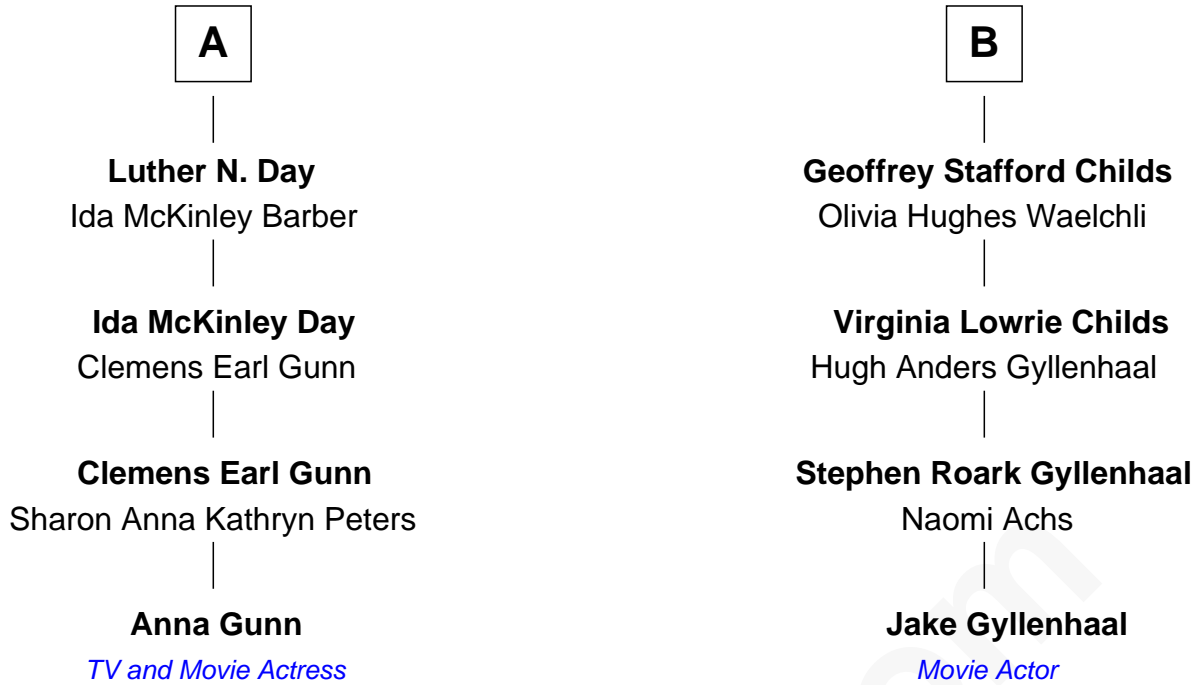 A
B
Luther N. Day
Ida McKinley Barber
Geoffrey Stafford Childs
Olivia Hughes Waelchli
Ida McKinley Day
Clemens Earl Gunn
Virginia Lowrie Childs
Hugh Anders Gyllenhaal
Clemens Earl Gunn
Sharon Anna Kathryn Peters
Stephen Roark Gyllenhaal
Naomi Achs
Anna Gunn
TV and Movie Actress
Jake Gyllenhaal
Movie Actor